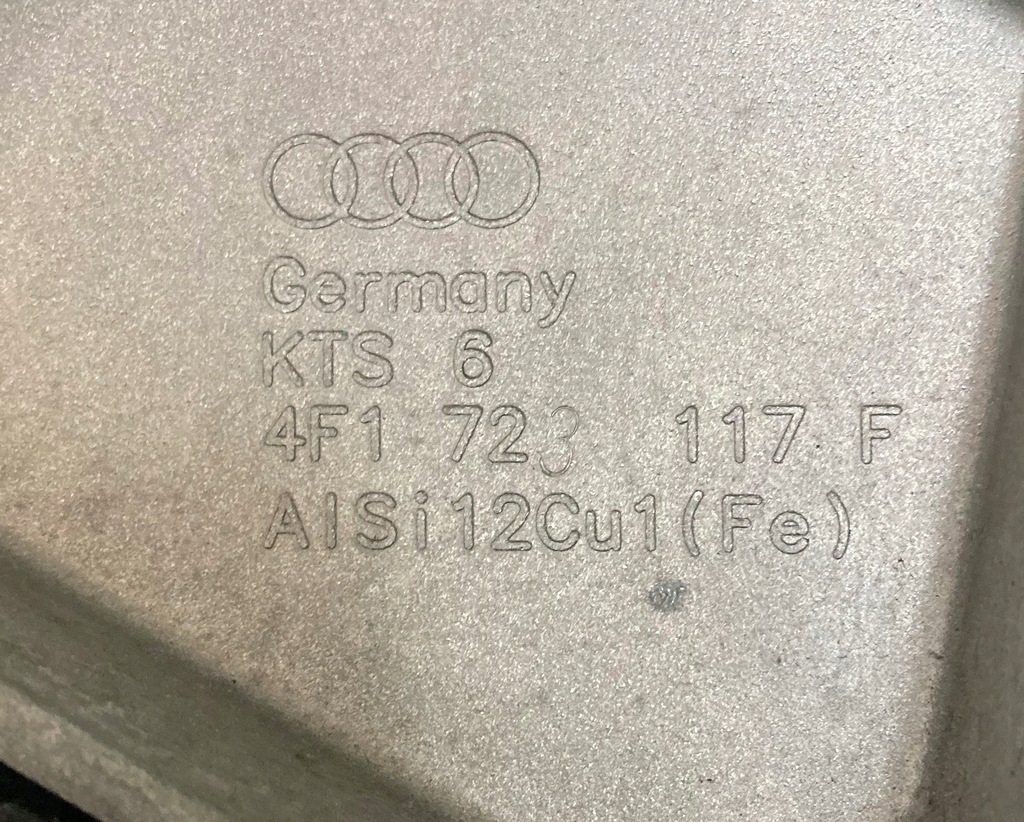 Germany
KTS 6
4F1 723 117 F
AlSi12Cu1(Fe)